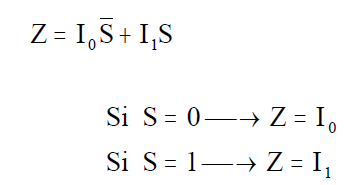 Z = I₀S̅ + I₁S
Si S = 0 ⟶ Z = I₀
Si S = 1 ⟶ Z = I₁